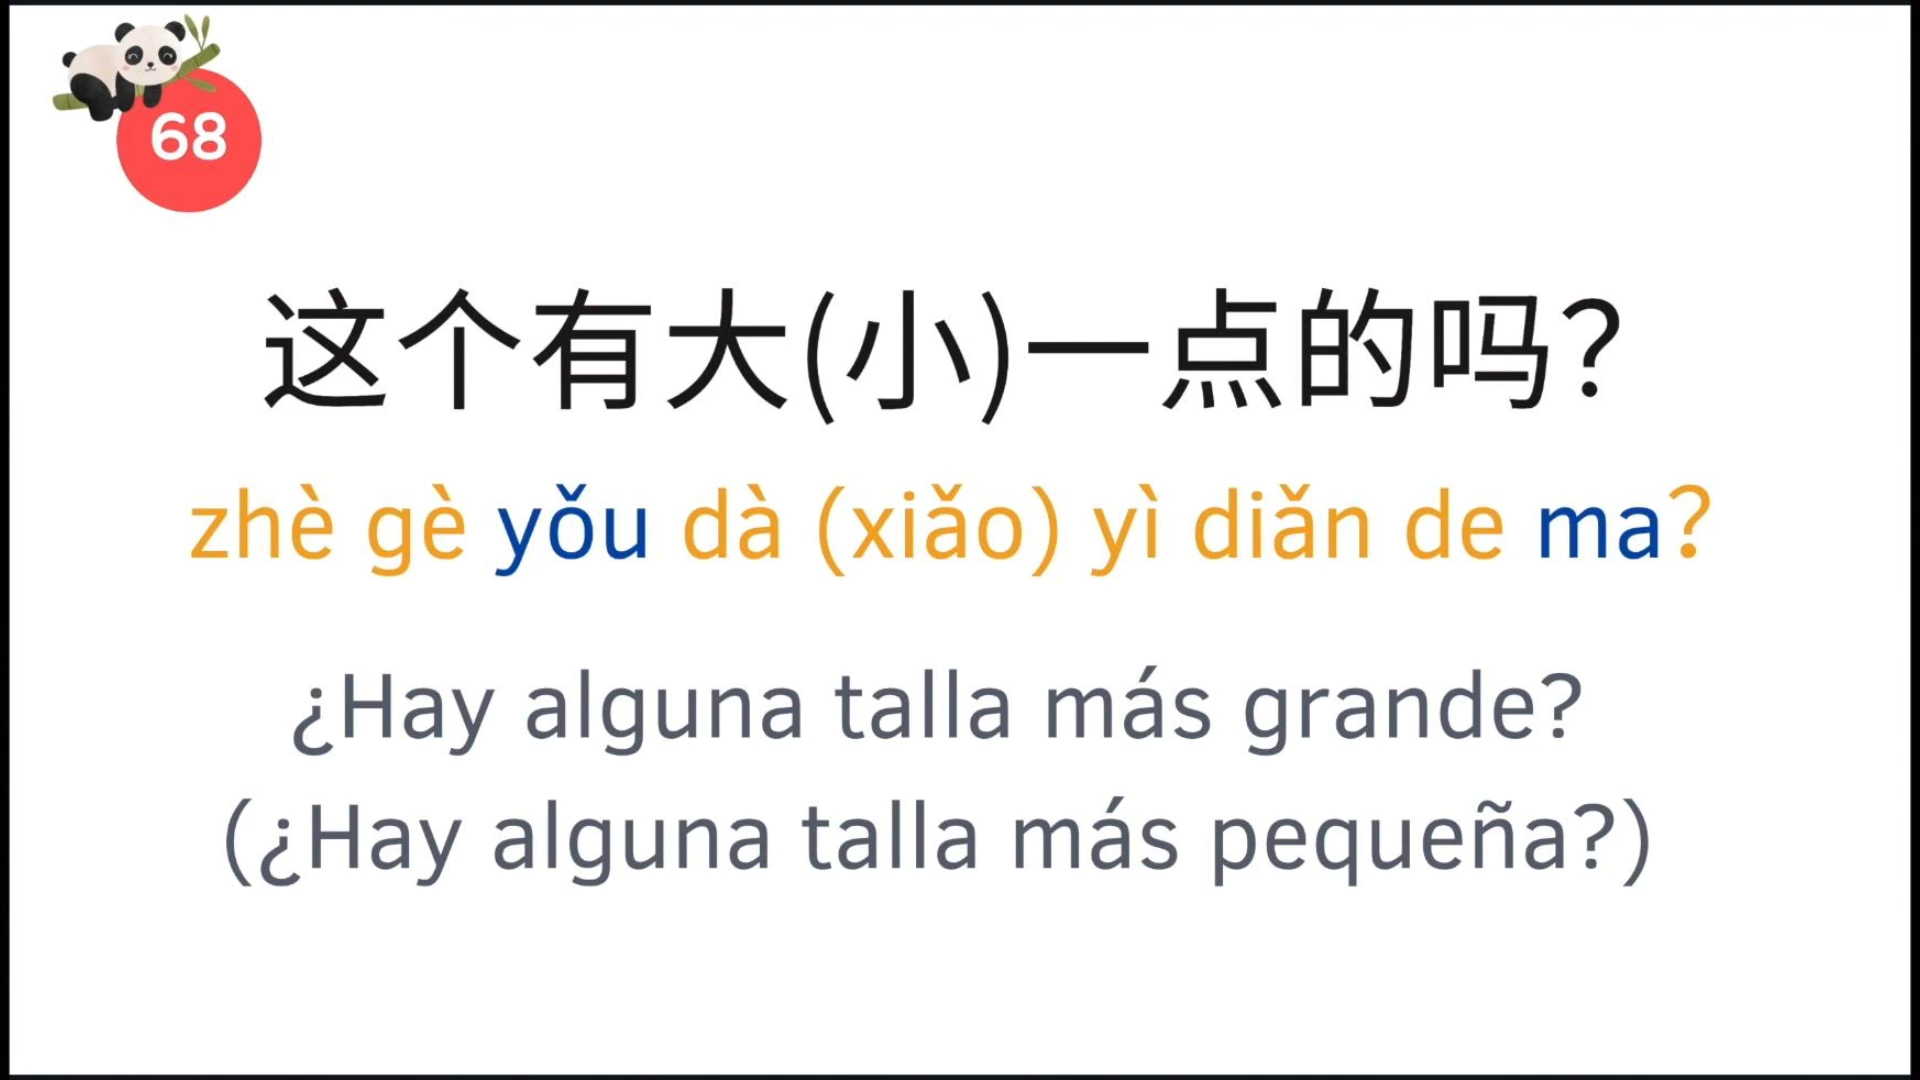 68
这个有大(小)一点的吗?
zhè gè yǒu dà (xiǎo) yì diǎn de ma?
¿Hay alguna talla más grande?
(¿Hay alguna talla más pequeña?)